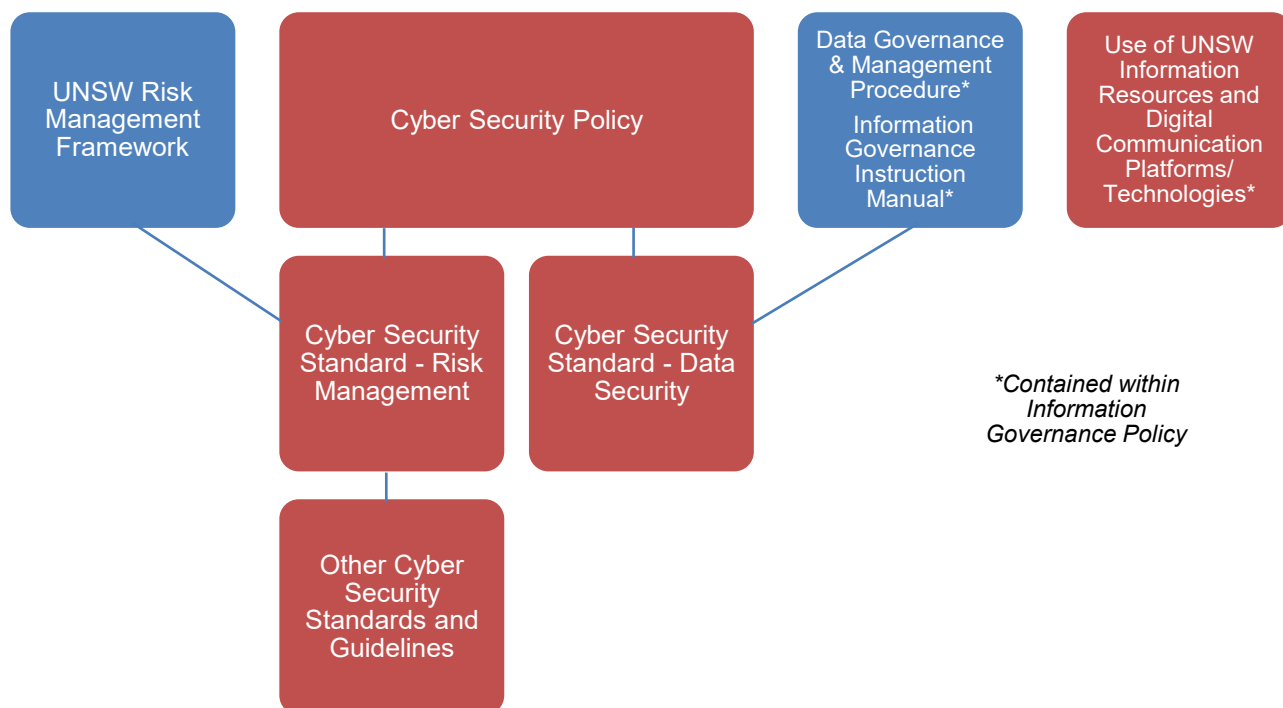 UNSW Risk
Management
Framework
Cyber Security Policy
Data Governance
& Management
Procedure*
Information
Governance
Instruction
Manual*
Use of UNSW
Information
Resources and
Digital
Communication
Platforms/
Technologies*
Cyber Security
Standard - Risk
Management
Cyber Security
Standard - Data
Security
*Contained within
Information
Governance Policy
Other Cyber
Security
Standards and
Guidelines